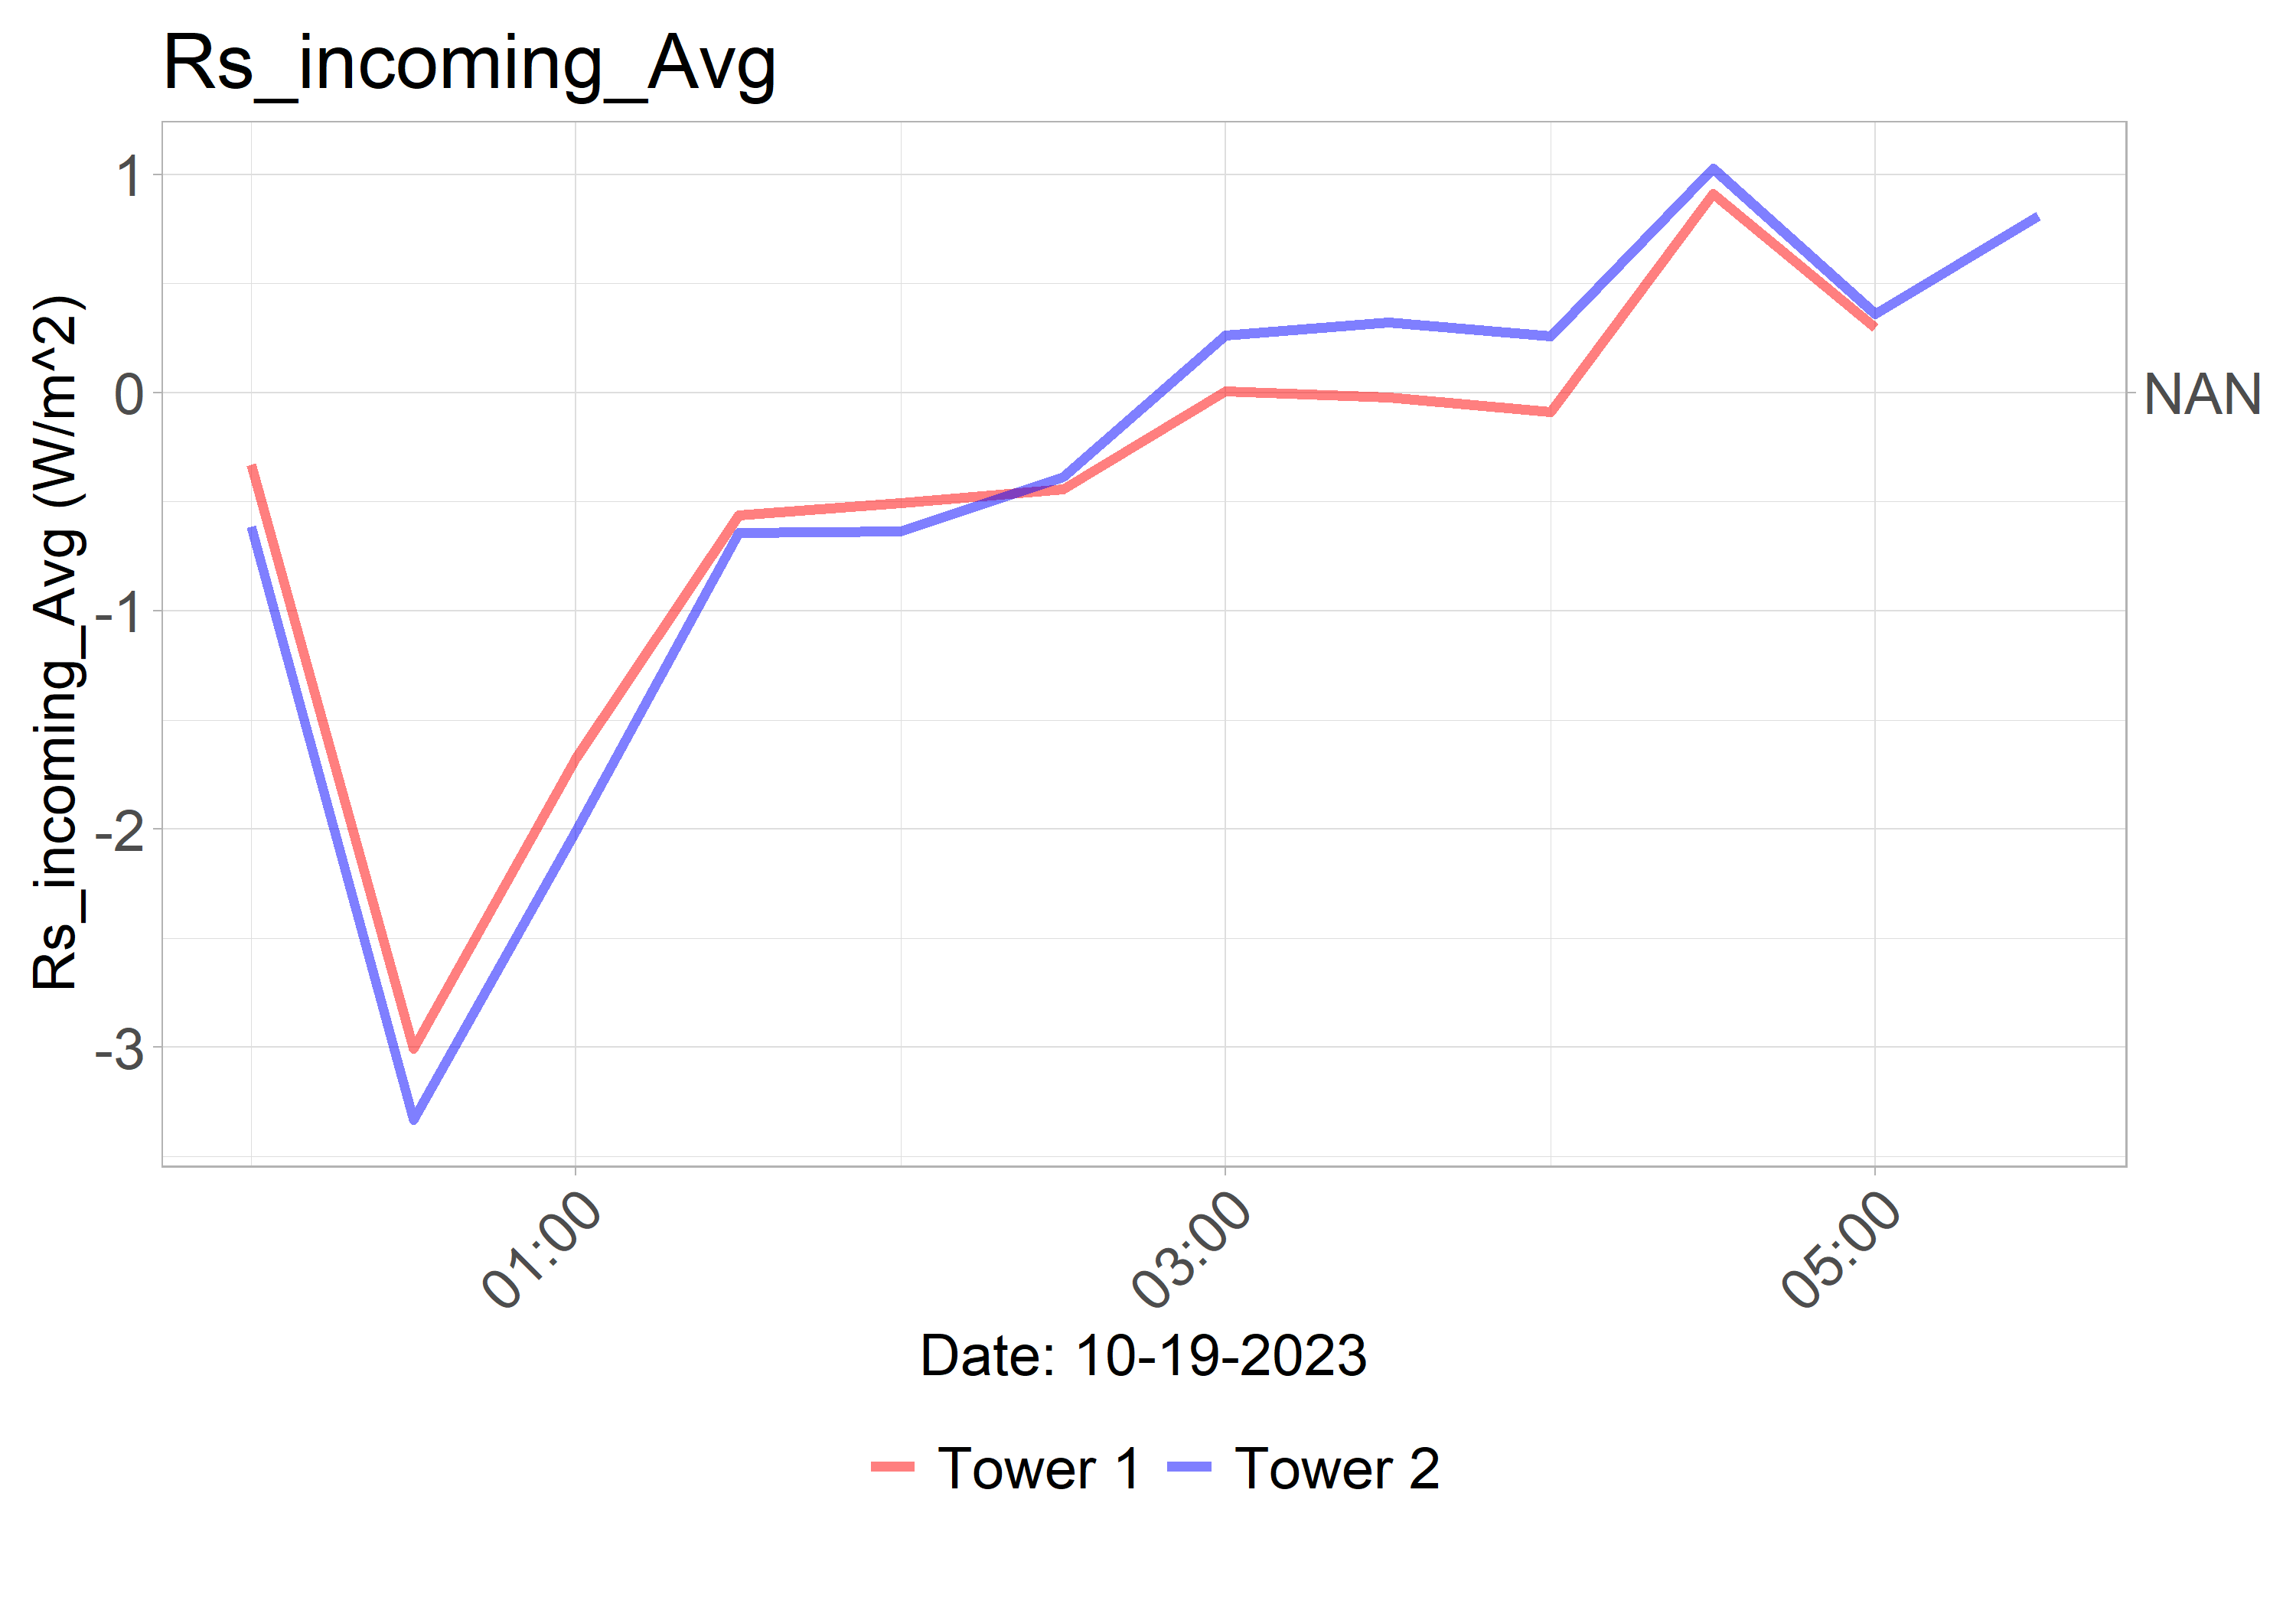 Rs_incoming_Avg
Rs_incoming_Avg (W/m^2)
1
0
-1
-2
-3
NAN
01:00
03:00
05:00
Date: 10-19-2023
Tower 1
Tower 2